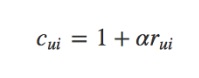 c_{ui} = 1 + αr_{ui}